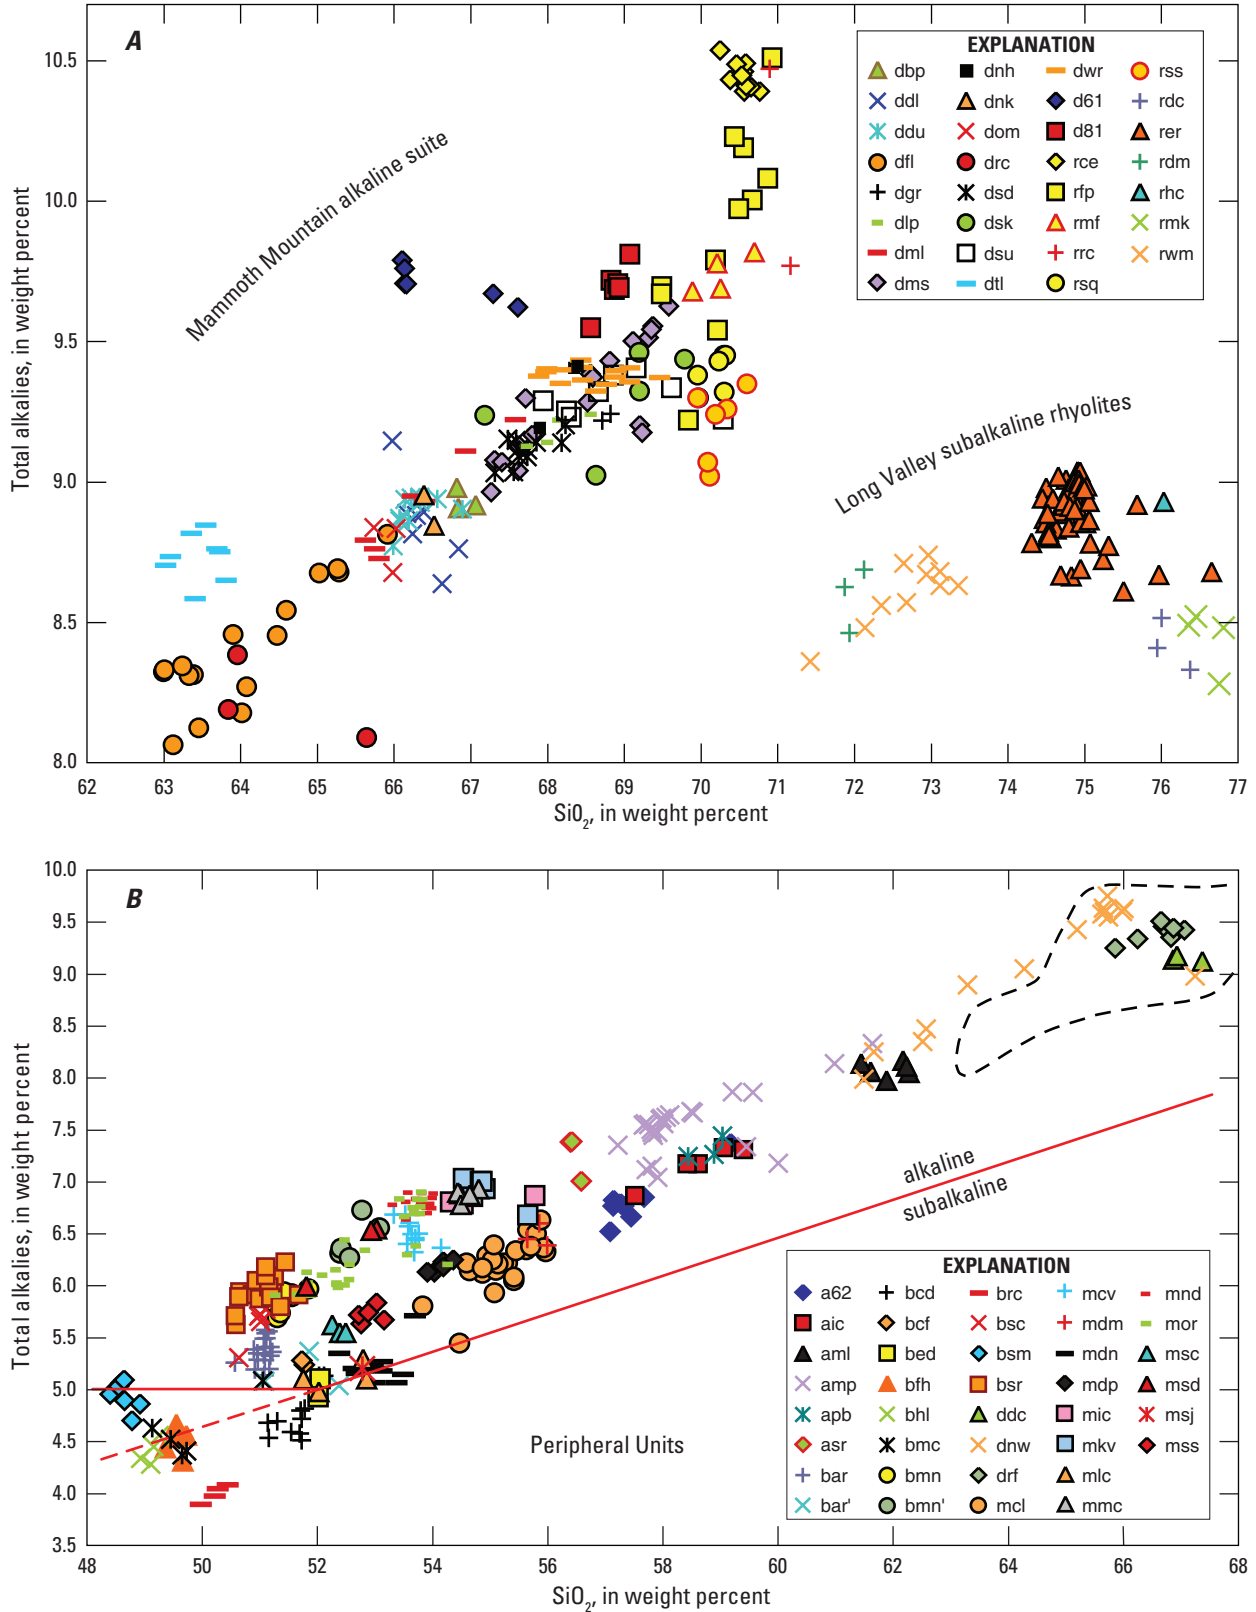 A
EXPLANATION
dbp dnh dwr rss
ddl dnk d61 rdc
ddu dom d81 rer
dfl drc rce rdm
dgr dsd rfp rhc
dlp dsk rmf rmk
dml dsu rrc rwm
dms dtl rsq
Mammoth Mountain alkaline suite
Long Valley subalkaline rhyolites
Total alkalies, in weight percent
10.5
10.0
9.5
9.0
8.5
8.0
62 63 64 65 66 67 68 69 70 71 72 73 74 75 76 77
SiO2, in weight percent
B
alkaline
subalkaline
Peripheral Units
EXPLANATION
a62 bcd brc mcv mnd
aic bcf bsc mdm mor
aml bed bsm mdn msc
amp bfh bsr mdp msd
apb bhl ddc mic msj
asr bmc dnw mkv mss
bar bmn drf mlc
bar' bmn' mcl mmc
Total alkalies, in weight percent
10.0
9.5
9.0
8.5
8.0
7.5
7.0
6.5
6.0
5.5
5.0
4.5
4.0
3.5
48 50 52 54 56 58 60 62 64 66 68
SiO2, in weight percent